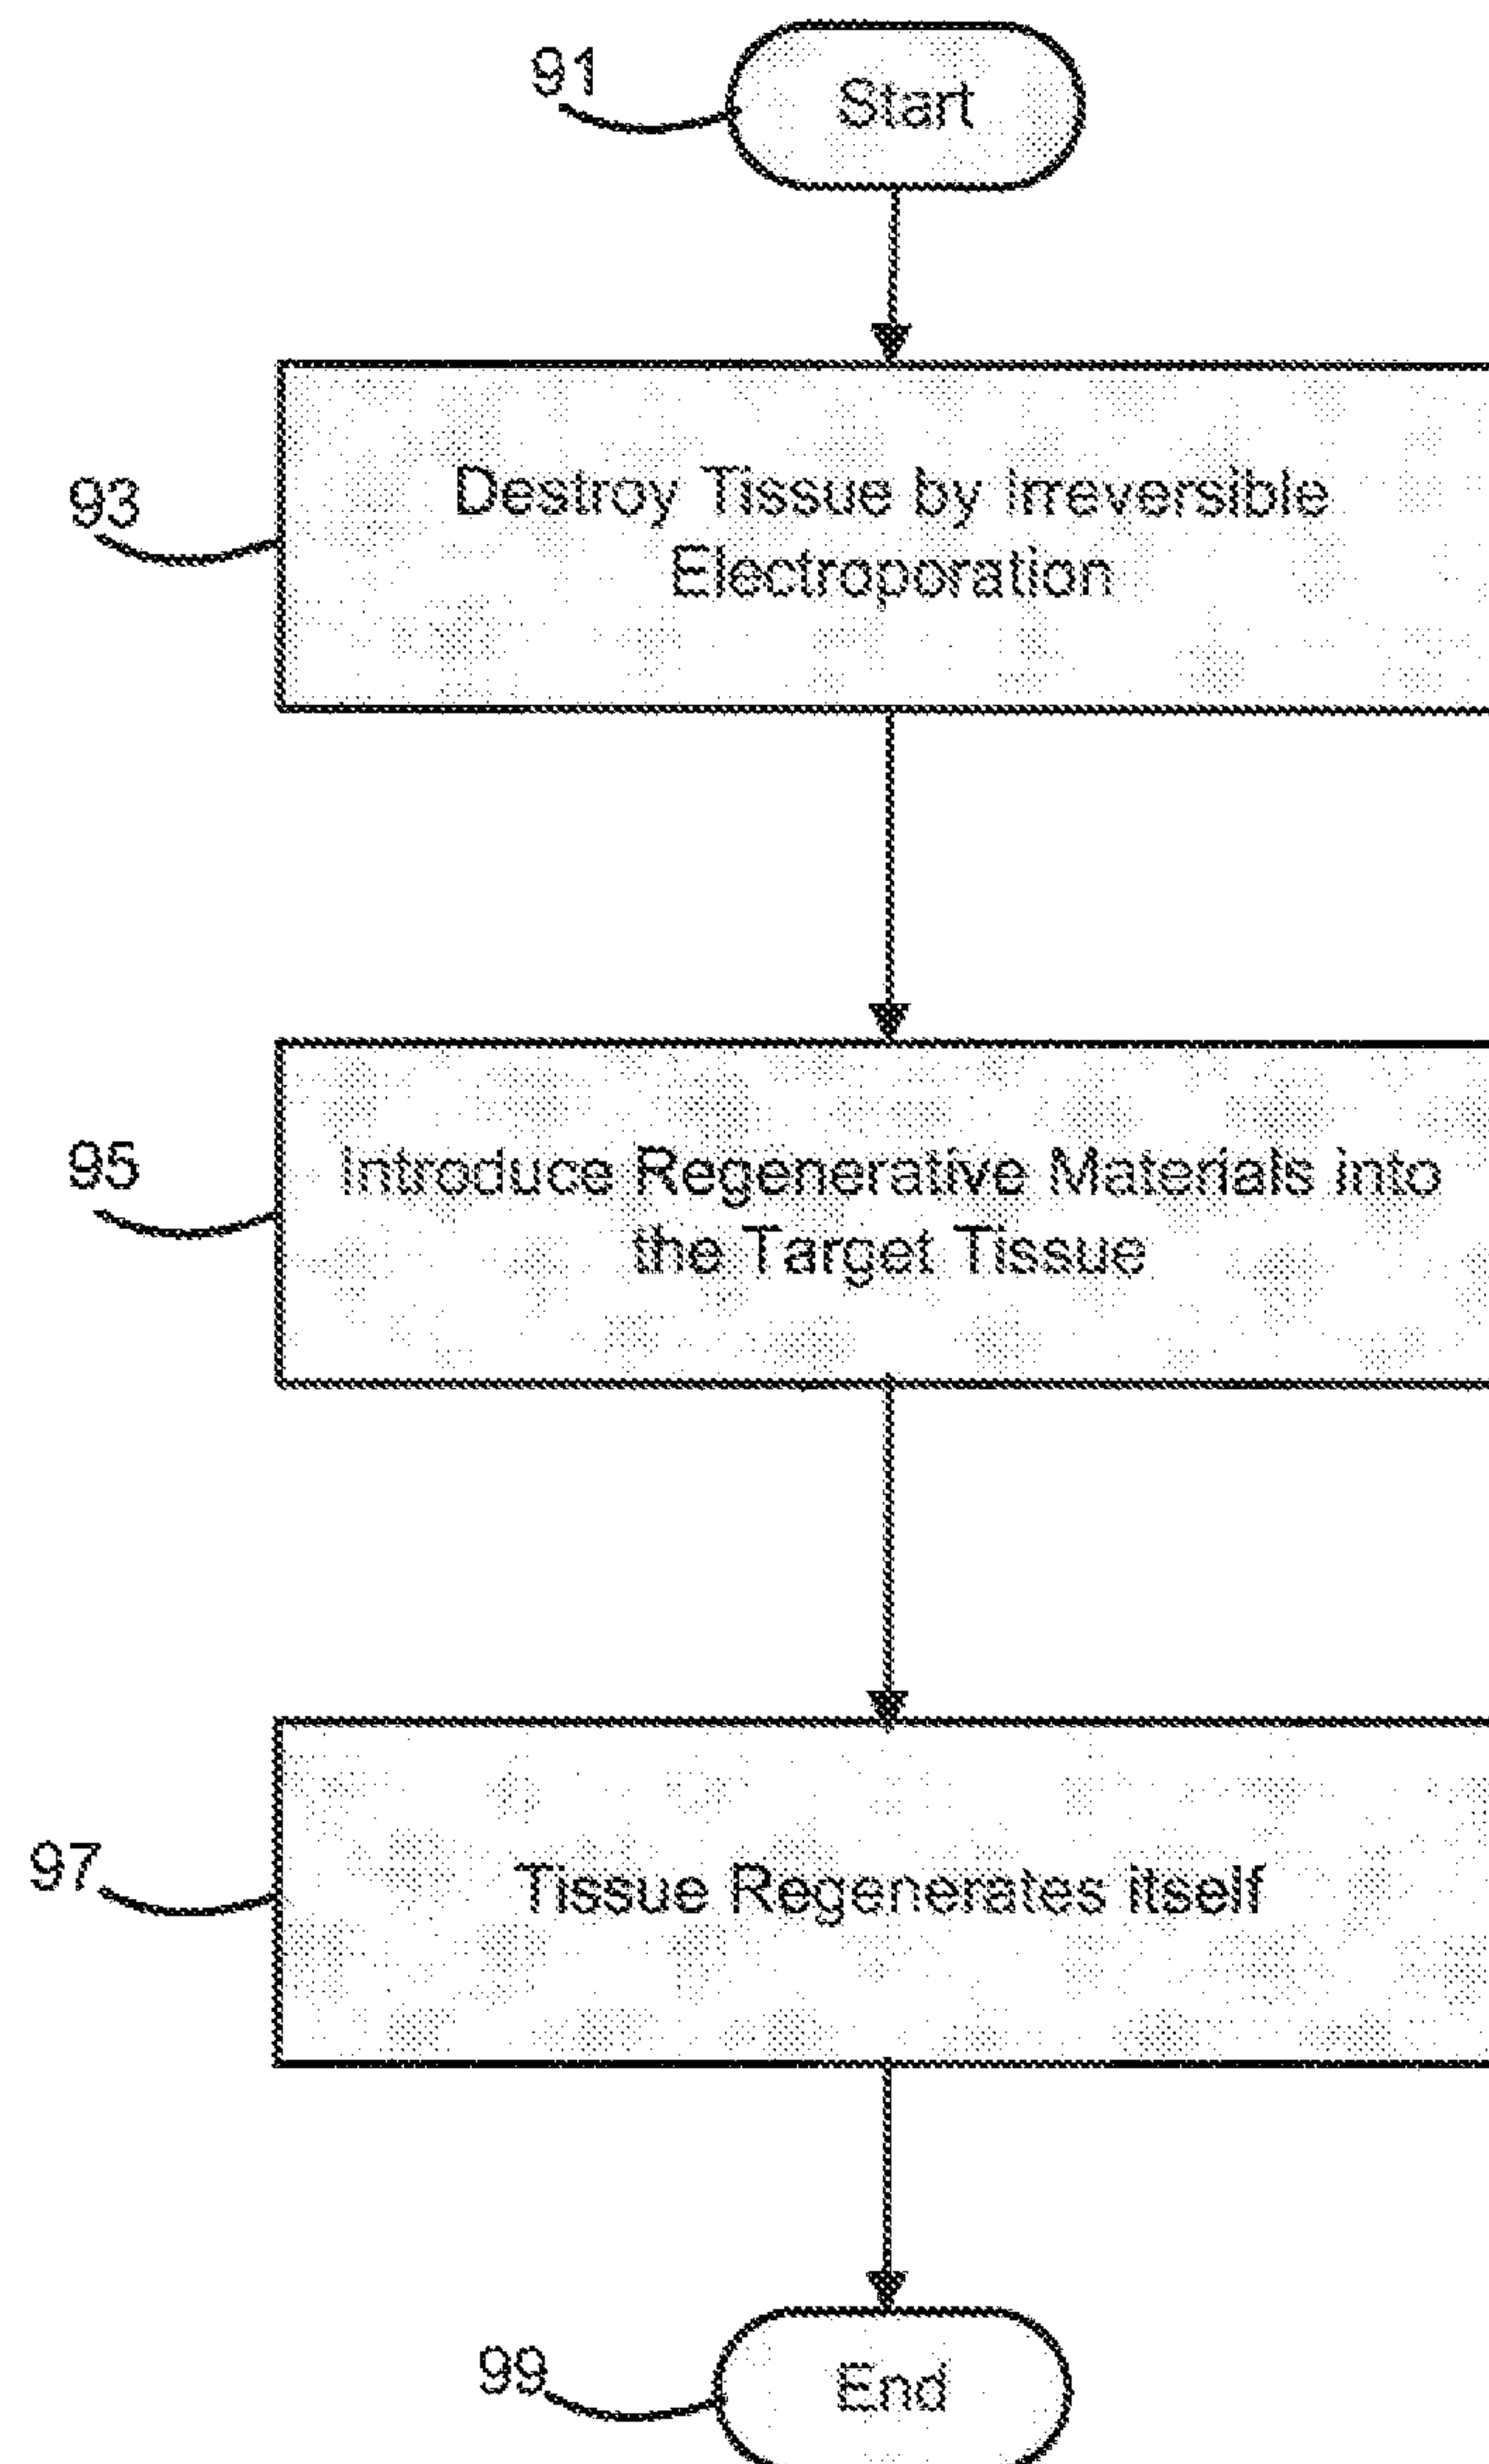 91
Start
93
Destroy Tissue by Irreversible
Electroporation
95
Introduce Regenerative Materials into
the Target Tissue
97
Tissue Regenerates itself
99
End